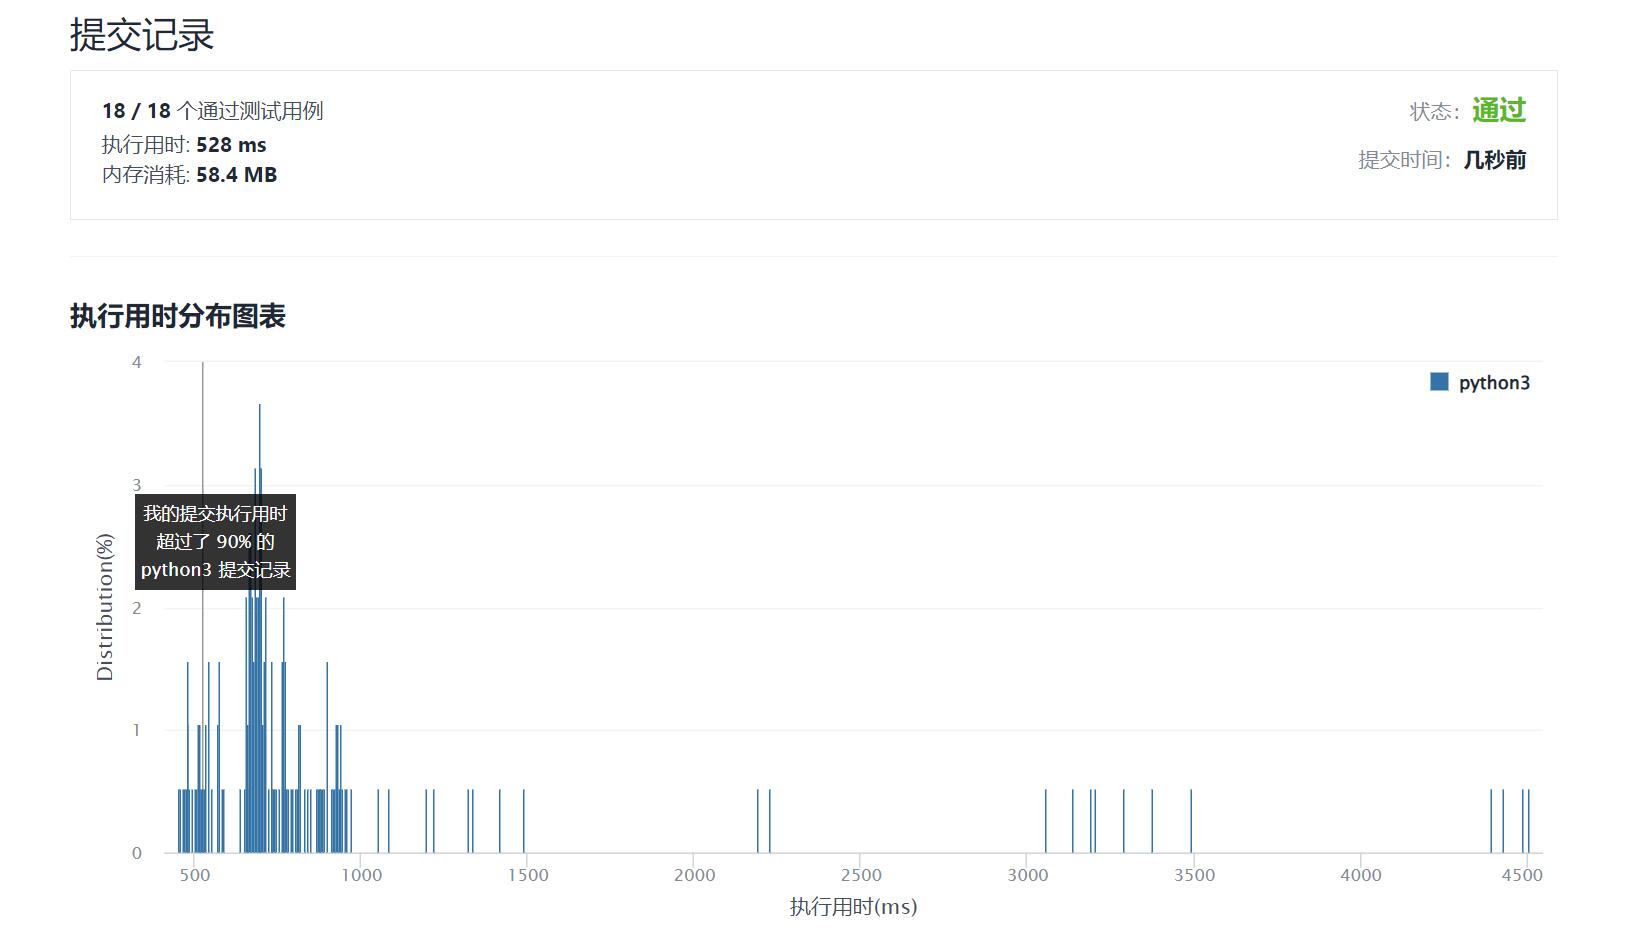 提交记录
18 / 18 个通过测试用例
状态：通过
执行用时: 528 ms
提交时间：几秒前
内存消耗: 58.4 MB
执行用时分布图表
4
python3
3
我的提交执行用时
超过了 90% 的
python3 提交记录
Distribution(%)
2
1
0
500 1000 1500 2000 2500 3000 3500 4000 4500
执行用时(ms)